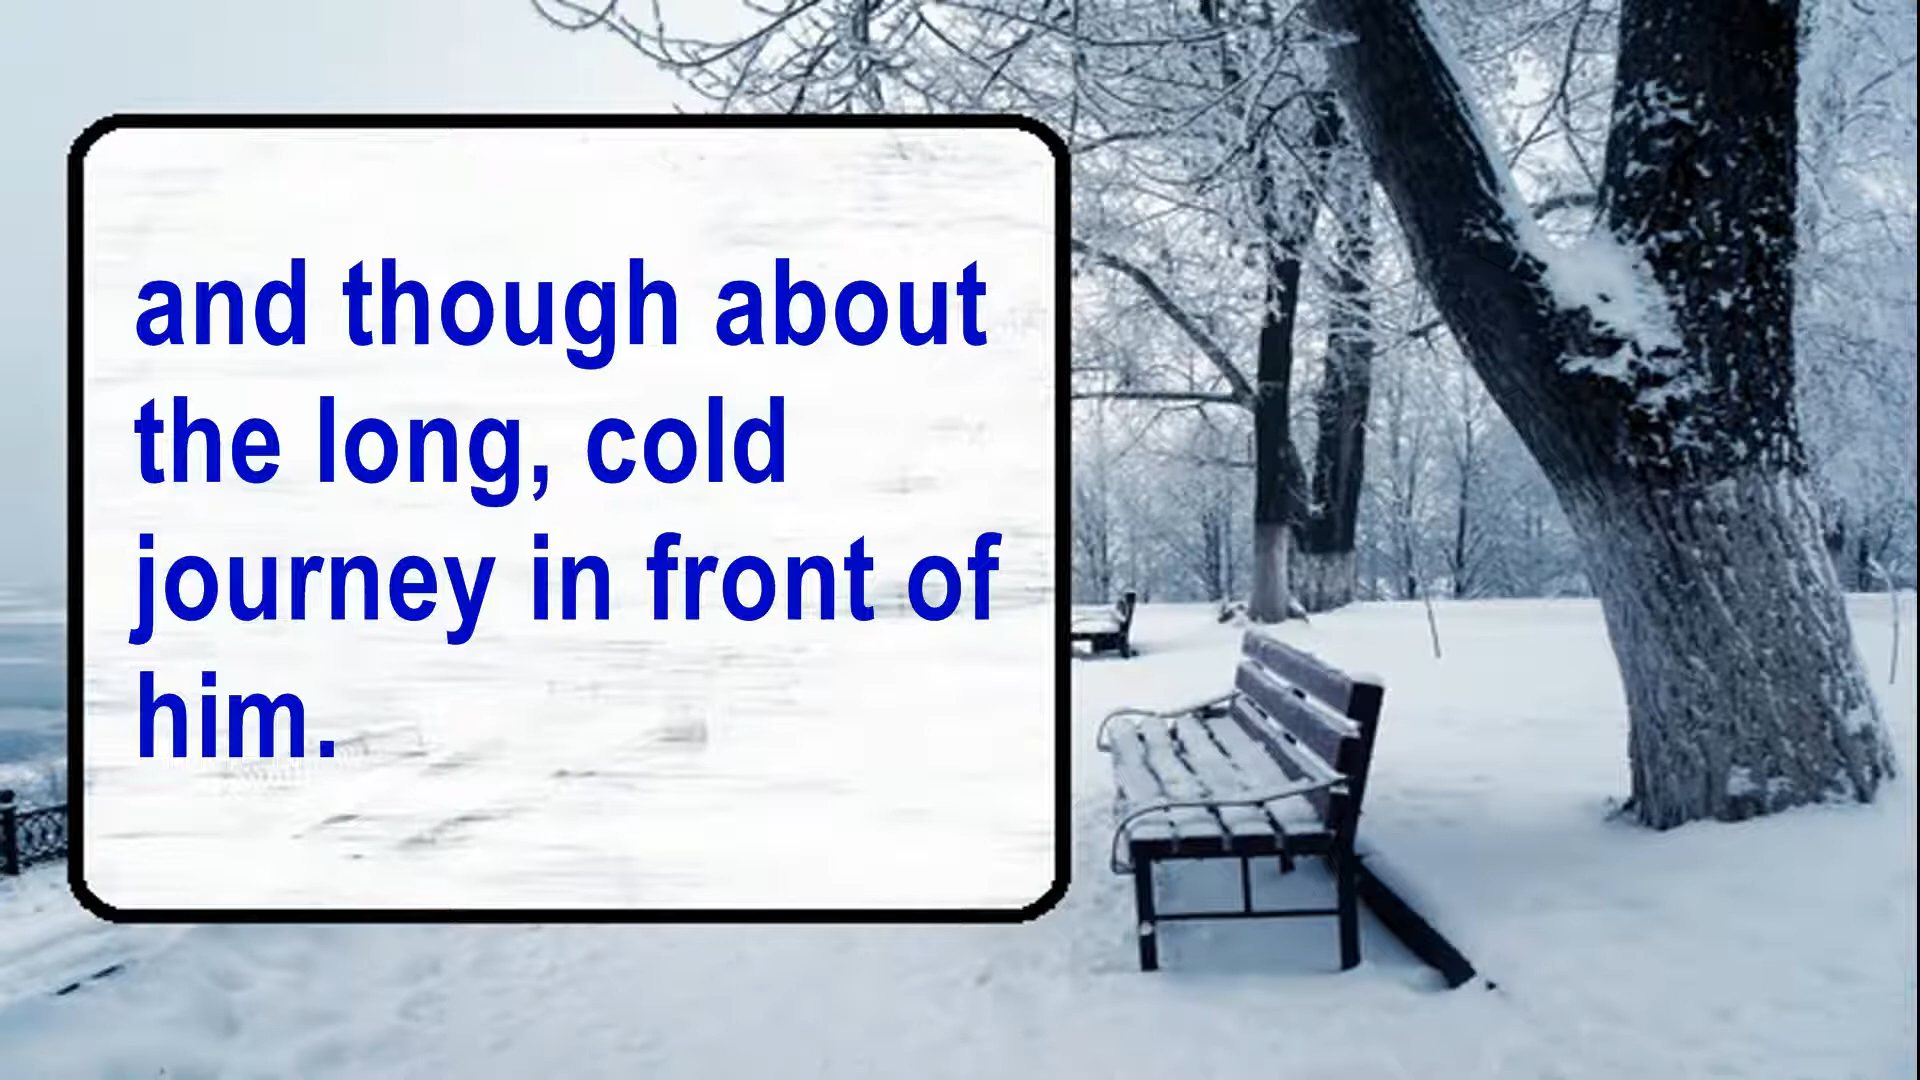 and though about
the long, cold
journey in front of
him.